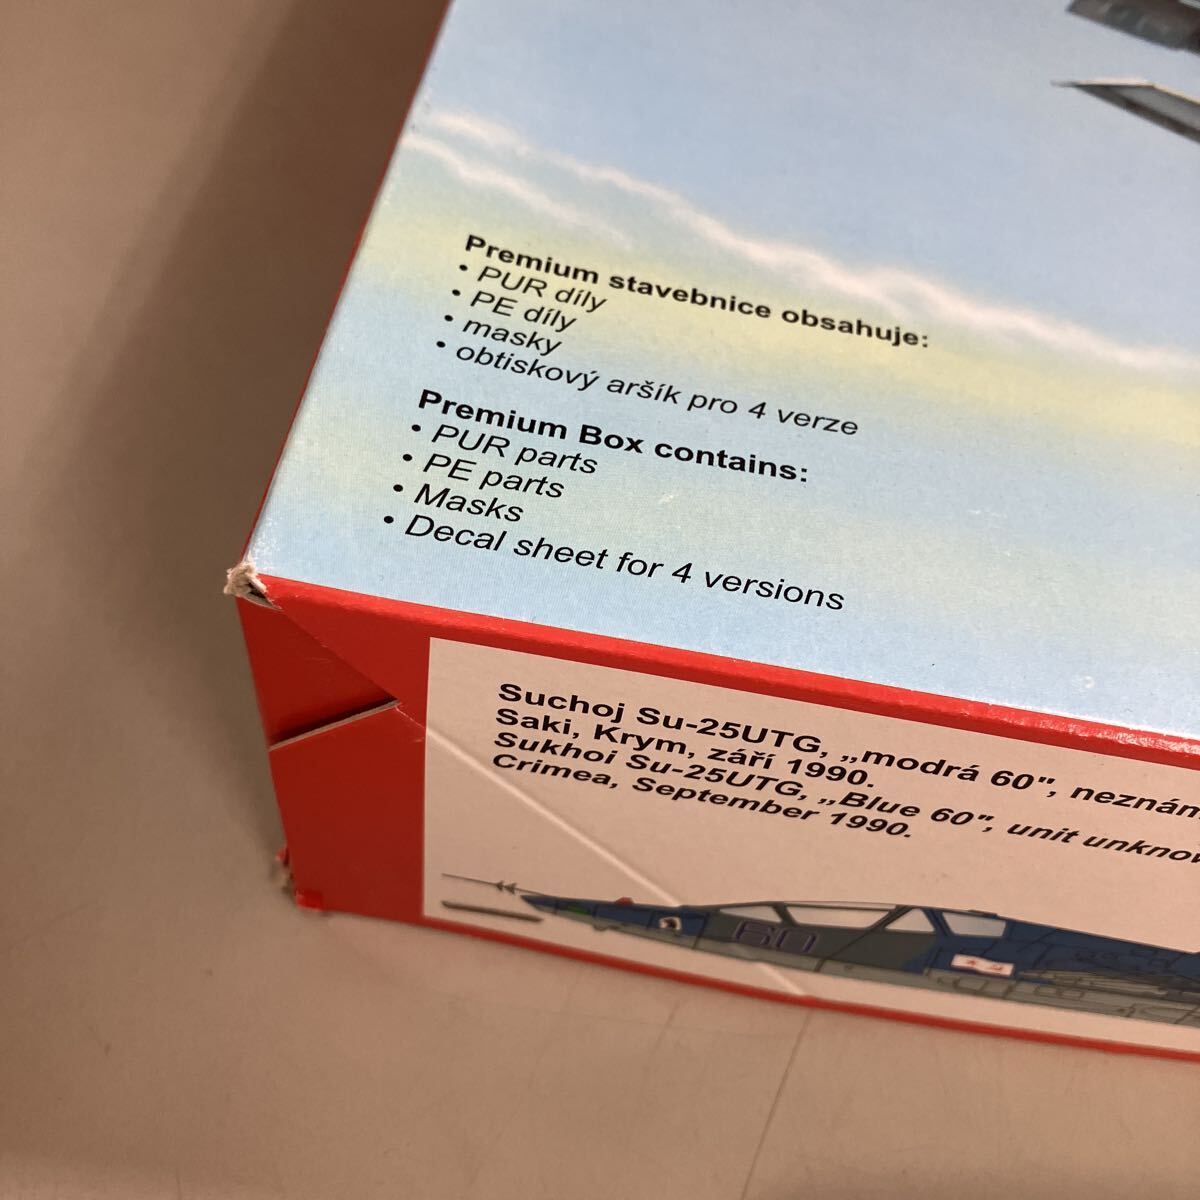 Premium stavebnice obsahuje:
• PUR díly
• PE díly
• masky
• obtiskový aršík pro 4 verze
Premium Box contains:
• PUR parts
• PE parts
• Masks
• Decal sheet for 4 versions
Suchoj Su-25UTG, „modrá 60", neznám
Saki, Krym, září 1990.
Sukhoi Su-25UTG, „Blue 60", unit unknow
Crimea, September 1990.
60